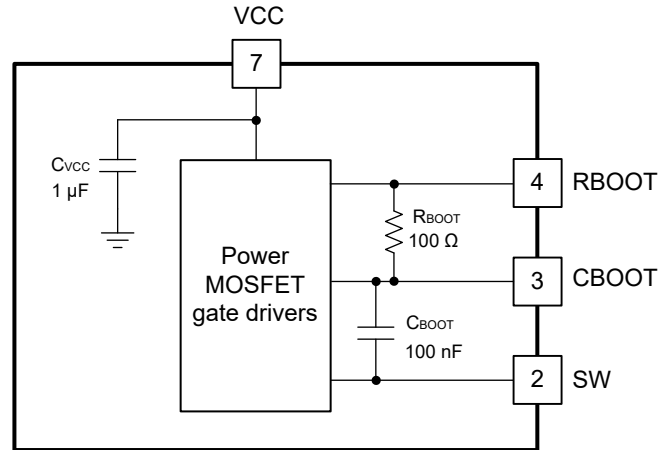 VCC
7
CVCC
1 µF
4
RBOOT
RBOOT
100 Ω
Power
MOSFET
gate drivers
3
CBOOT
CBOOT
100 nF
2
SW